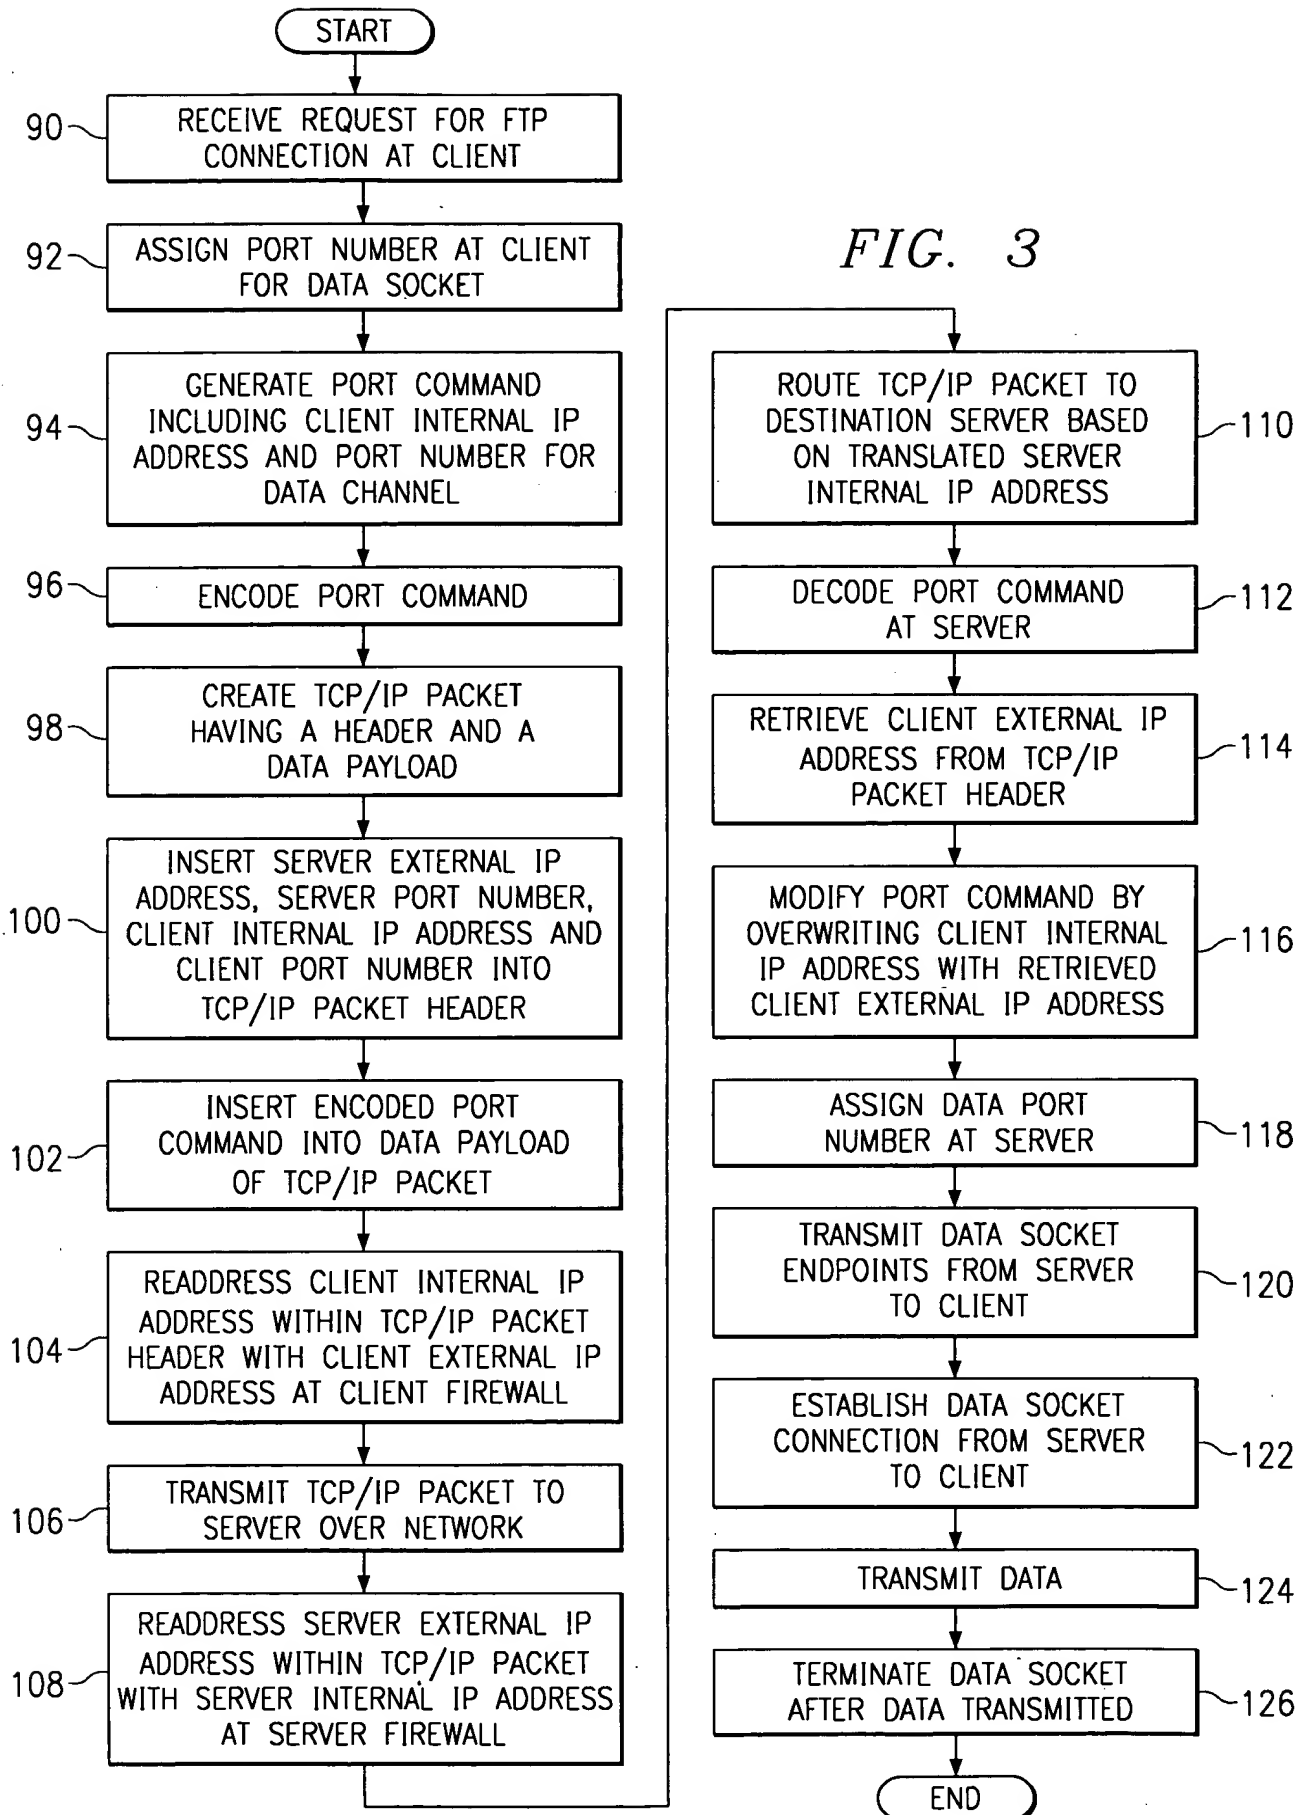 START
90
RECEIVE REQUEST FOR FTP
CONNECTION AT CLIENT
92
ASSIGN PORT NUMBER AT CLIENT
FOR DATA SOCKET
94
GENERATE PORT COMMAND
INCLUDING CLIENT INTERNAL IP
ADDRESS AND PORT NUMBER FOR
DATA CHANNEL
96
ENCODE PORT COMMAND
98
CREATE TCP/IP PACKET
HAVING A HEADER AND A
DATA PAYLOAD
100
INSERT SERVER EXTERNAL IP
ADDRESS, SERVER PORT NUMBER,
CLIENT INTERNAL IP ADDRESS AND
CLIENT PORT NUMBER INTO
TCP/IP PACKET HEADER
102
INSERT ENCODED PORT
COMMAND INTO DATA PAYLOAD
OF TCP/IP PACKET
104
READDRESS CLIENT INTERNAL IP
ADDRESS WITHIN TCP/IP PACKET
HEADER WITH CLIENT EXTERNAL IP
ADDRESS AT CLIENT FIREWALL
106
TRANSMIT TCP/IP PACKET TO
SERVER OVER NETWORK
108
READDRESS SERVER EXTERNAL IP
ADDRESS WITHIN TCP/IP PACKET
WITH SERVER INTERNAL IP ADDRESS
AT SERVER FIREWALL
FIG. 3
ROUTE TCP/IP PACKET TO
DESTINATION SERVER BASED
ON TRANSLATED SERVER
INTERNAL IP ADDRESS
110
DECODE PORT COMMAND
AT SERVER
112
RETRIEVE CLIENT EXTERNAL IP
ADDRESS FROM TCP/IP
PACKET HEADER
114
MODIFY PORT COMMAND BY
OVERWRITING CLIENT INTERNAL
IP ADDRESS WITH RETRIEVED
CLIENT EXTERNAL IP ADDRESS
116
ASSIGN DATA PORT
NUMBER AT SERVER
118
TRANSMIT DATA SOCKET
ENDPOINTS FROM SERVER
TO CLIENT
120
ESTABLISH DATA SOCKET
CONNECTION FROM SERVER
TO CLIENT
122
TRANSMIT DATA
124
TERMINATE DATA SOCKET
AFTER DATA TRANSMITTED
126
END